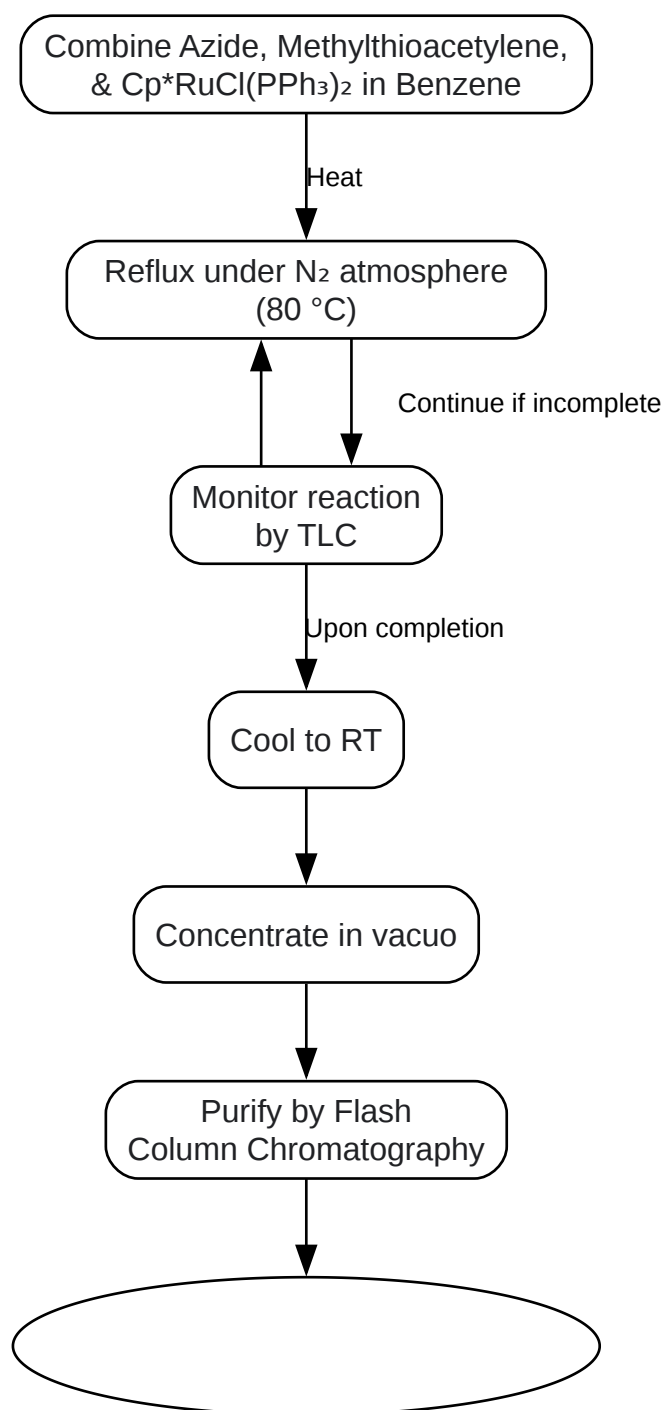 Combine Azide, Methylthioacetylene,
& Cp*RuCl(PPh₃)₂ in Benzene
Heat
Reflux under N₂ atmosphere
(80 °C)
Continue if incomplete
Monitor reaction
by TLC
Upon completion
Cool to RT
Concentrate in vacuo
Purify by Flash
Column Chromatography